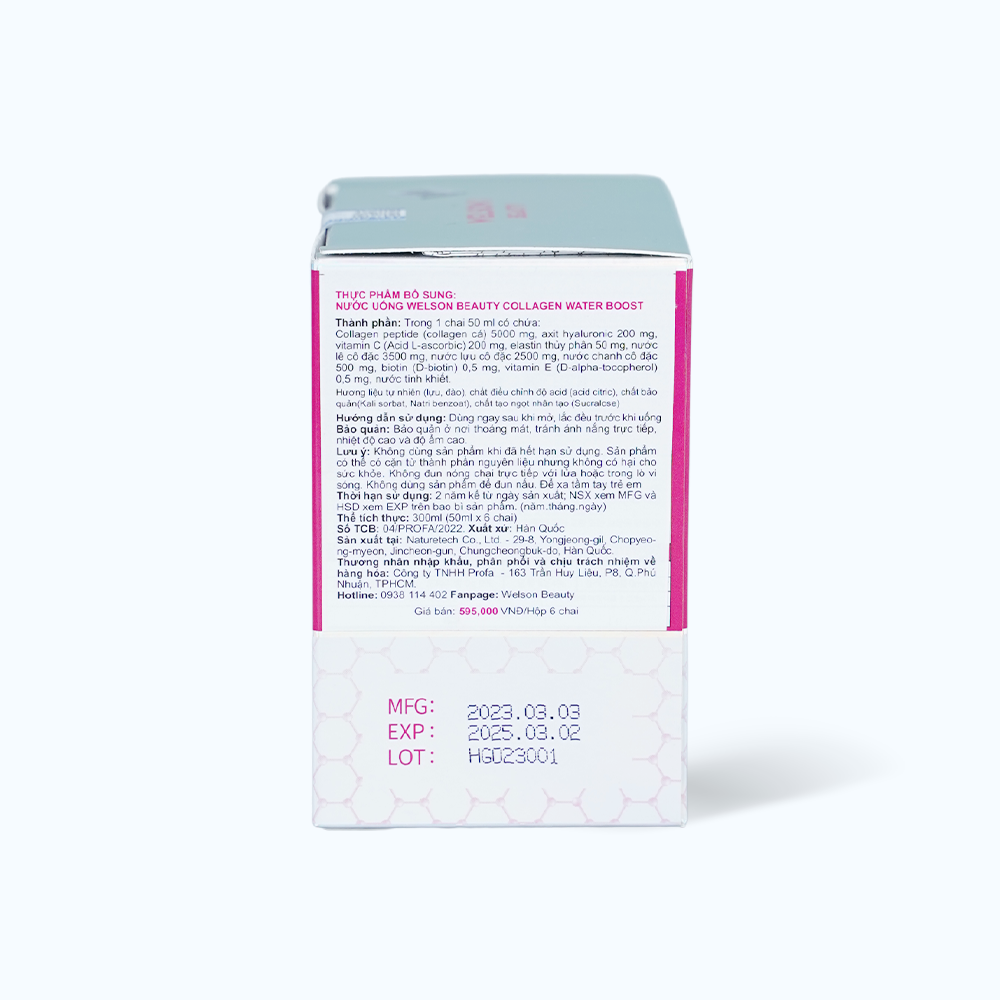 THỰC PHẨM BỔ SUNG:
NƯỚC UỐNG WELSON BEAUTY COLLAGEN WATER BOOST
Thành phần: Trong 1 chai 50 ml có chứa:
Collagen peptide (collagen cá) 5000 mg, axit hyaluronic 200 mg,
vitamin C (Acid L-ascorbic) 200 mg, elastin thủy phân 50 mg, nước
lê cô đặc 3500 mg, nước lựu cô đặc 2500 mg, nước chanh cô đặc
500 mg, biotin (D-biotin) 0,5 mg, vitamin E (D-alpha-tocopherol)
0,5 mg, nước tinh khiết.
Hương liệu tự nhiên (lựu, đào), chất điều chỉnh độ acid (acid citric), chất bảo
quản(Kali sorbat, Natri benzoat), chất tạo ngọt nhân tạo (Sucralose)
Hướng dẫn sử dụng: Dùng ngay sau khi mở, lắc đều trước khi uống
Bảo quản: Bảo quản ở nơi thoáng mát, tránh ánh nắng trực tiếp,
nhiệt độ cao và độ ẩm cao.
Lưu ý: Không dùng sản phẩm khi đã hết hạn sử dụng. Sản phẩm
có thể có cặn từ thành phần nguyên liệu nhưng không có hại cho
sức khỏe. Không đun nóng chai trực tiếp với lửa hoặc trong lò vi
sóng. Không dùng sản phẩm để đun nấu. Để xa tầm tay trẻ em
Thời hạn sử dụng: 2 năm kể từ ngày sản xuất; NSX xem MFG và
HSD xem EXP trên bao bì sản phẩm. (năm.tháng.ngày)
Thể tích thực: 300ml (50ml x 6 chai)
Số TCB: 04/PROFA/2022. Xuất xứ: Hàn Quốc
Sản xuất tại: Naturetech Co., Ltd. - 29-8, Yongjeong-gil, Chopyeo-
ng-myeon, Jincheon-gun, Chungcheongbuk-do, Hàn Quốc.
Thương nhân nhập khẩu, phân phối và chịu trách nhiệm về
hàng hóa: Công ty TNHH Profa - 163 Trần Huy Liệu, P8, Q.Phú
Nhuận, TPHCM.
Hotline: 0938 114 402 Fanpage: Welson Beauty
Giá bán: 595,000 VNĐ/Hộp 6 chai
MFG: 2023.03.03
EXP: 2025.03.02
LOT: HG023001